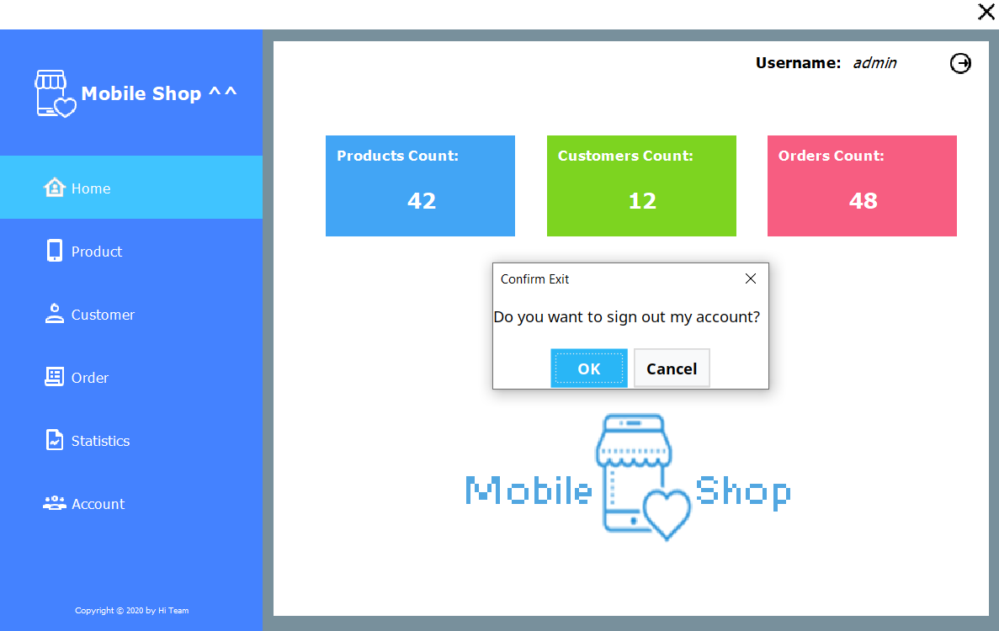 Mobile Shop ^^
Username: admin
Home
Product
Customer
Order
Statistics
Account
Copyright © 2020 by Hi Team
Products Count:
42
Customers Count:
12
Orders Count:
48
Confirm Exit
Do you want to sign out my account?
OK
Cancel
Mobile Shop